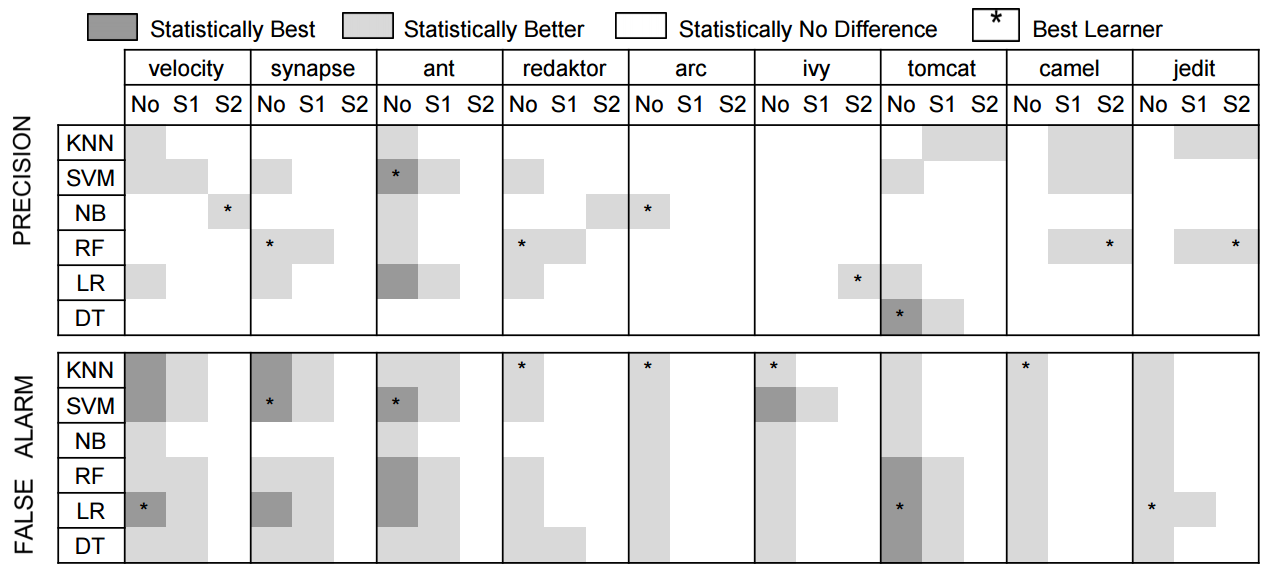 Statistically Best Statistically Better Statistically No Difference * Best Learner
velocity synapse ant redaktor arc ivy tomcat camel jedit
No S1 S2 No S1 S2 No S1 S2 No S1 S2 No S1 S2 No S1 S2 No S1 S2 No S1 S2 No S1 S2
PRECISION
KNN
SVM *
NB * *
RF * * * *
LR *
DT *
FALSE ALARM
KNN * * * *
SVM * *
NB
RF
LR * * *
DT